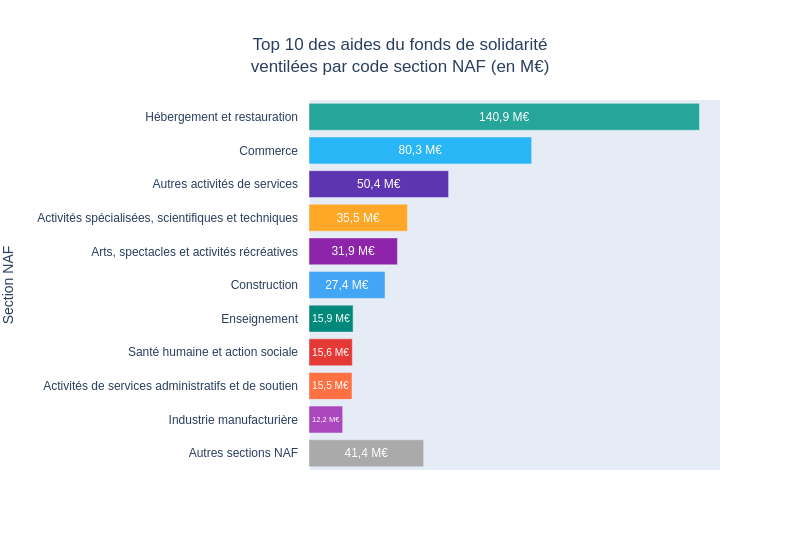 Top 10 des aides du fonds de solidarité
ventilées par code section NAF (en M€)
Section NAF
Hébergement et restauration 140,9 M€
Commerce 80,3 M€
Autres activités de services 50,4 M€
Activités spécialisées, scientifiques et techniques 35,5 M€
Arts, spectacles et activités récréatives 31,9 M€
Construction 27,4 M€
Enseignement 15,9 M€
Santé humaine et action sociale 15,6 M€
Activités de services administratifs et de soutien 15,5 M€
Industrie manufacturière 12,2 M€
Autres sections NAF 41,4 M€